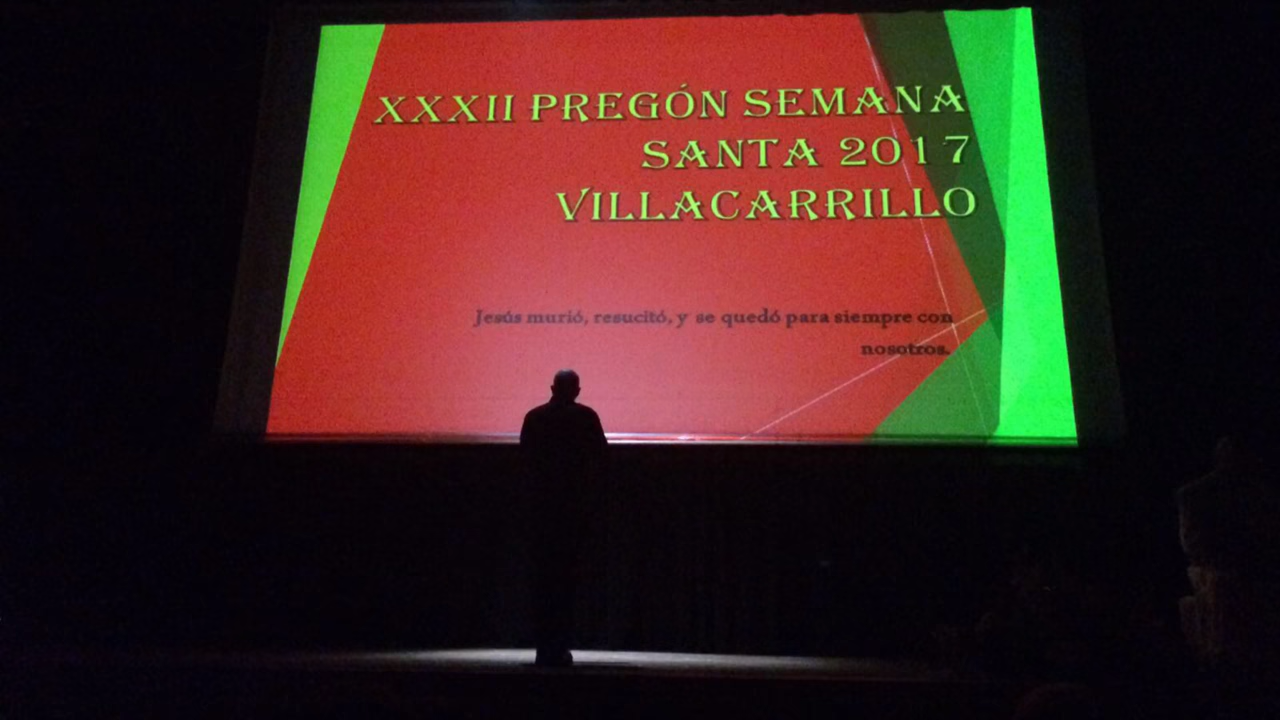 XXXII PREGÓN SEMANA
SANTA 2017
VILLACARRILLO
Jesús murió, resucitó, y se quedó para siempre con
nosotros.